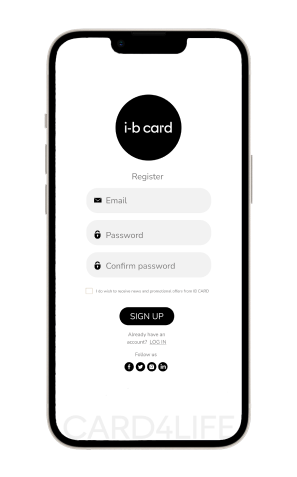 i-b card
Register
Email
Password
Confirm password
I do want to receive news and promotional offers from IB CARD
SIGN UP
Already have an
account? LOG IN
Follow us
CARD4LIFE